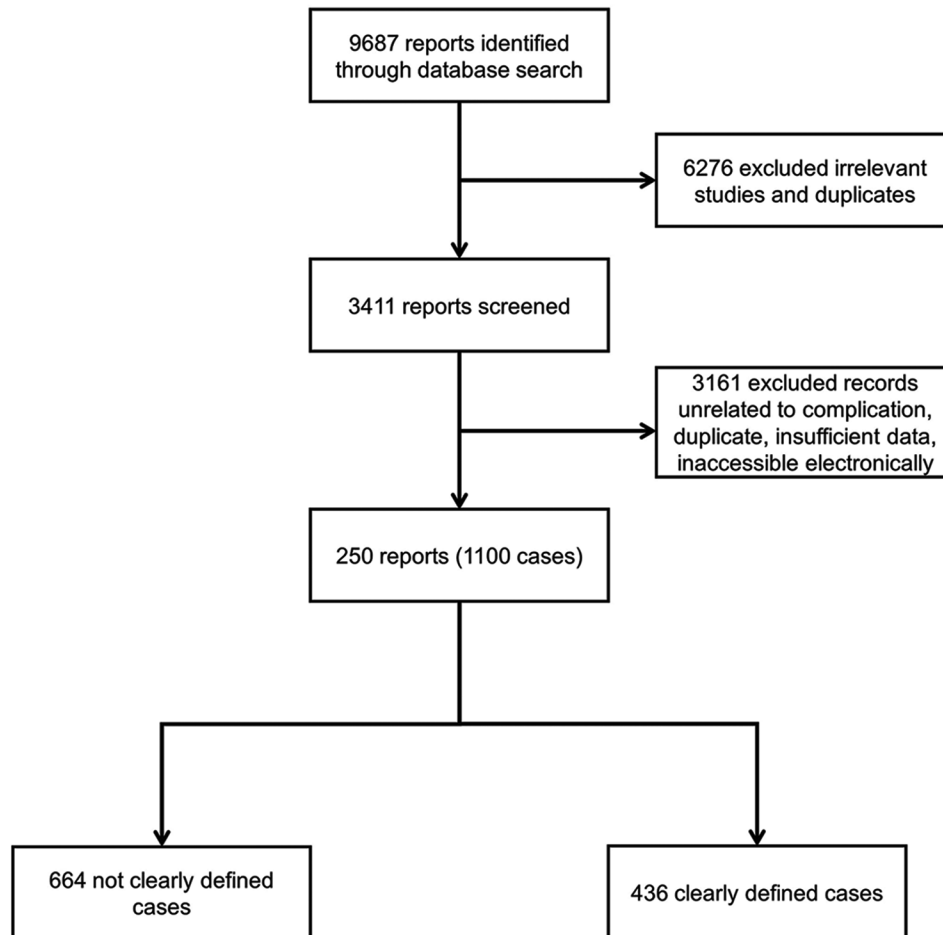 9687 reports identified
through database search
6276 excluded irrelevant
studies and duplicates
3411 reports screened
3161 excluded records
unrelated to complication,
duplicate, insufficient data,
inaccessible electronically
250 reports (1100 cases)
664 not clearly defined
cases
436 clearly defined cases